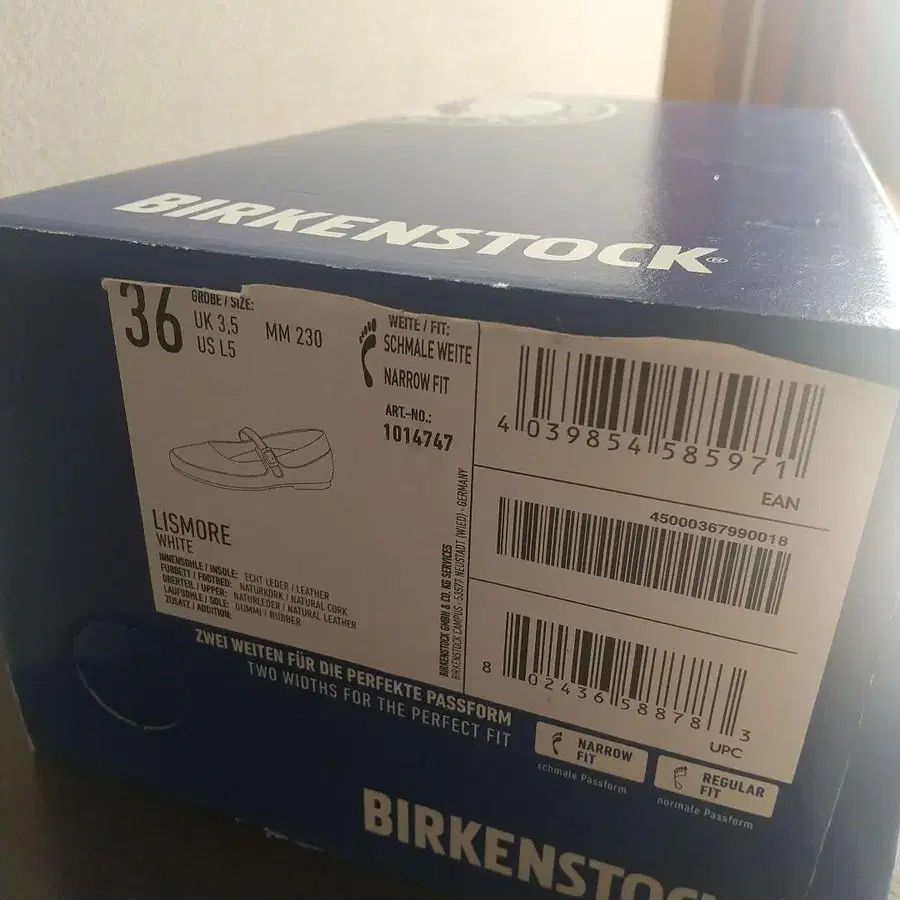 BIRKENSTOCK®
36
GRÖßE / SIZE:
UK 3,5
US L5
MM 230
WEITE / FIT:
SCHMALE WEITE
NARROW FIT
ART.-NO.:
1014747
LISMORE
WHITE
INNENSOHLE / INSOLE: ECHT LEDER / LEATHER
FUßBETT / FOOTBED: NATURKORK / NATURAL CORK
OBERTEIL / UPPER: NATURLEDER / NATURAL LEATHER
LAUFSOHLE / SOLE: GUMMI / RUBBER
ZUSATZ / ADDITION:
BIRKENSTOCK GMBH & CO. KG SERVICES
BIRKENSTOCK CAMPUS · 53577 NEUSTADT (WIED) · GERMANY
4 039854 585971
EAN
45000367990018
8 02436 58878 3
UPC
ZWEI WEITEN FÜR DIE PERFEKTE PASSFORM
TWO WIDTHS FOR THE PERFECT FIT
NARROW
FIT
schmale Passform
REGULAR
FIT
normale Passform
BIRKENSTOCK